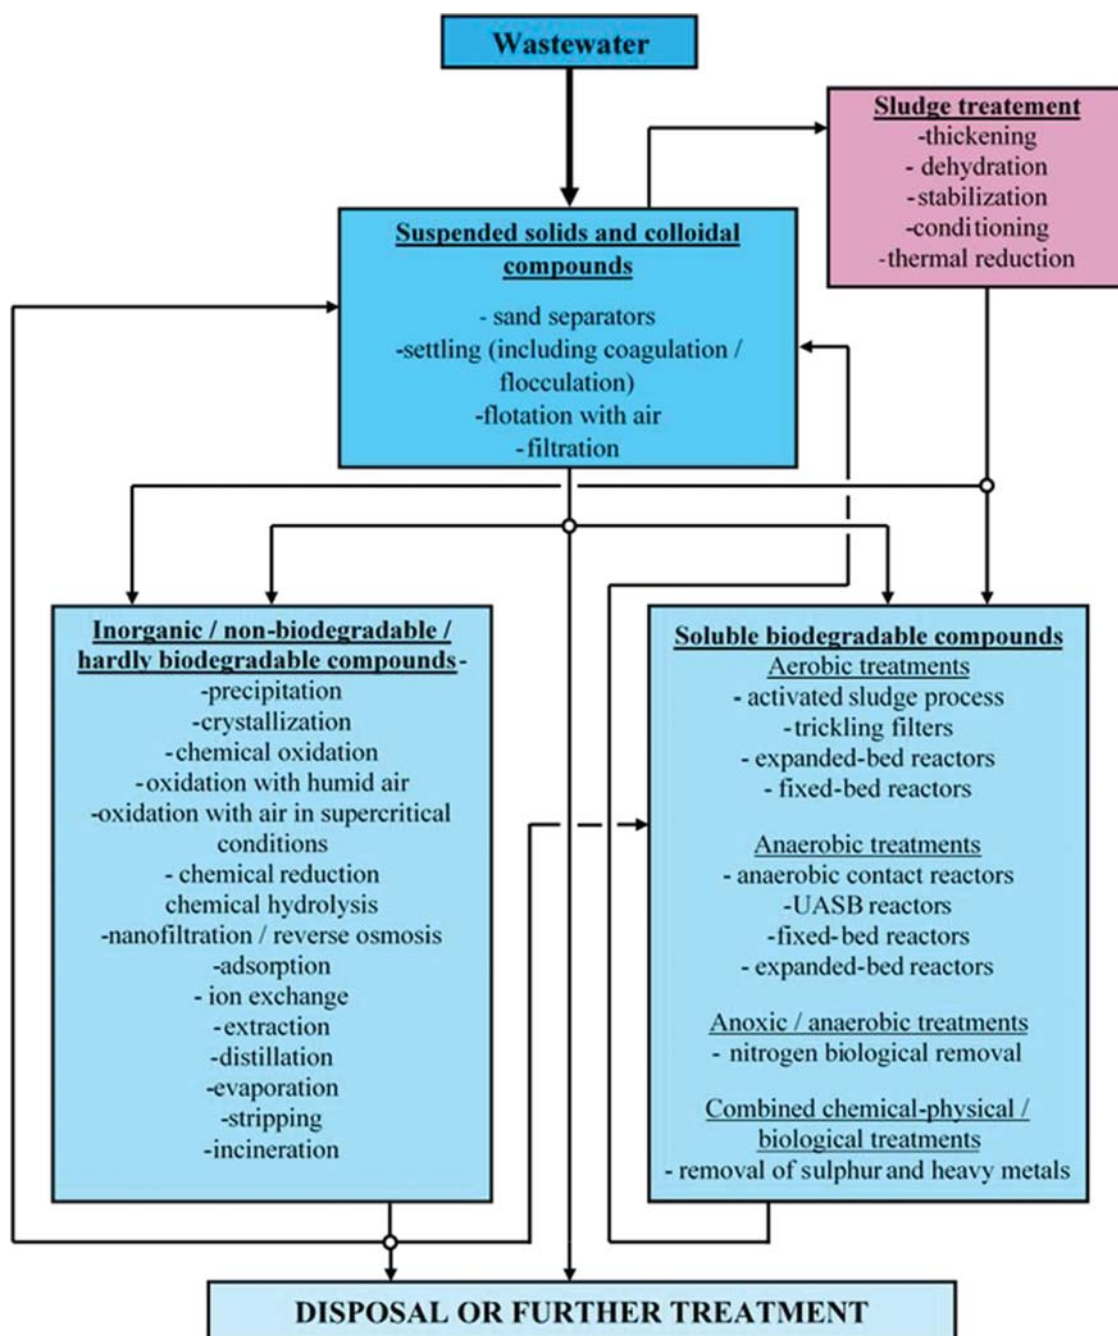 Wastewater
Sludge treatement
-thickening
- dehydration
-stabilization
-conditioning
-thermal reduction
Suspended solids and colloidal
compounds
- sand separators
-settling (including coagulation /
flocculation)
-flotation with air
-filtration
Inorganic / non-biodegradable /
hardly biodegradable compounds-
-precipitation
-crystallization
-chemical oxidation
-oxidation with humid air
-oxidation with air in supercritical
conditions
- chemical reduction
chemical hydrolysis
-nanofiltration / reverse osmosis
-adsorption
- ion exchange
-extraction
-distillation
-evaporation
-stripping
-incineration
Soluble biodegradable compounds
Aerobic treatments
- activated sludge process
-trickling filters
- expanded-bed reactors
- fixed-bed reactors
Anaerobic treatments
- anaerobic contact reactors
-UASB reactors
-fixed-bed reactors
- expanded-bed reactors
Anoxic / anaerobic treatments
- nitrogen biological removal
Combined chemical-physical /
biological treatments
- removal of sulphur and heavy metals
DISPOSAL OR FURTHER TREATMENT